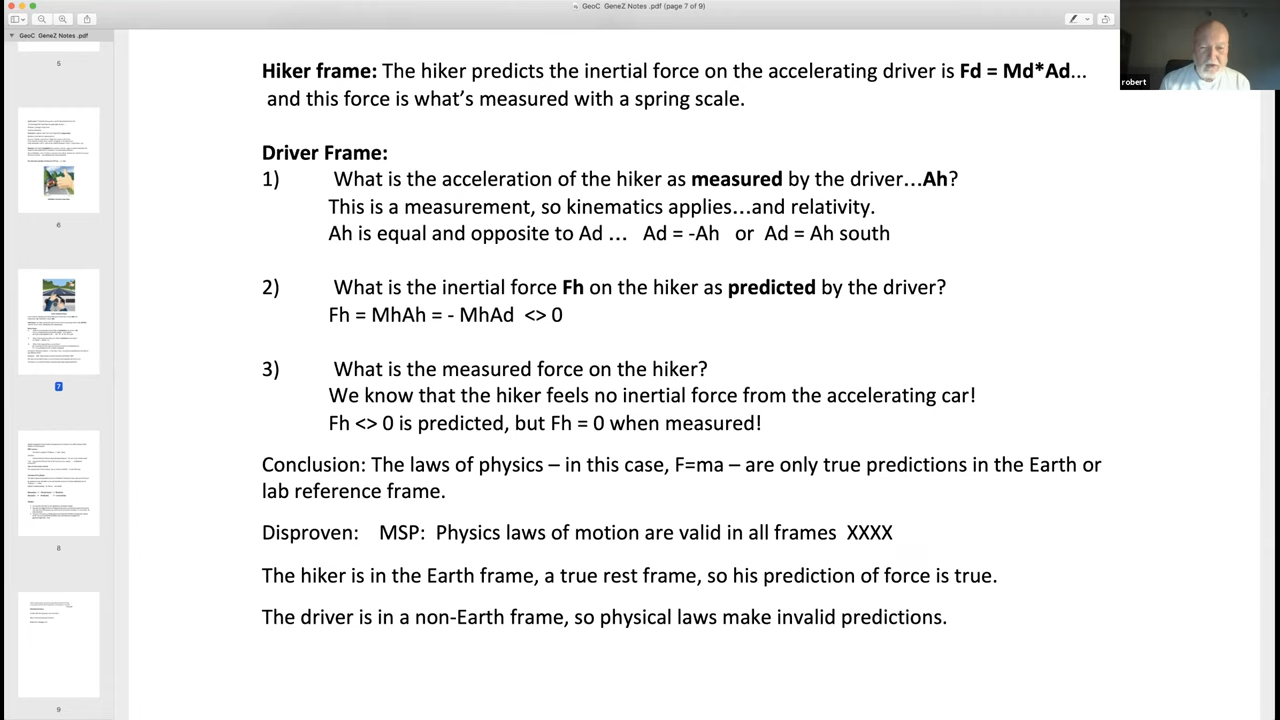 GeoC GeneZ Notes .pdf (page 7 of 9)
GeoC GeneZ Notes .pdf
5
6
7
8
9
robert
Hiker frame: The hiker predicts the inertial force on the accelerating driver is Fd = Md*Ad...
and this force is what's measured with a spring scale.
Driver Frame:
1) What is the acceleration of the hiker as measured by the driver...Ah?
This is a measurement, so kinematics applies...and relativity.
Ah is equal and opposite to Ad ... Ad = -Ah or Ad = Ah south
2) What is the inertial force Fh on the hiker as predicted by the driver?
Fh = MhAh = - MhAd <> 0
3) What is the measured force on the hiker?
We know that the hiker feels no inertial force from the accelerating car!
Fh <> 0 is predicted, but Fh = 0 when measured!
Conclusion: The laws of physics – in this case, F=ma – are only true predictions in the Earth or
lab reference frame.
Disproven: MSP: Physics laws of motion are valid in all frames XXXX
The hiker is in the Earth frame, a true rest frame, so his prediction of force is true.
The driver is in a non-Earth frame, so physical laws make invalid predictions.